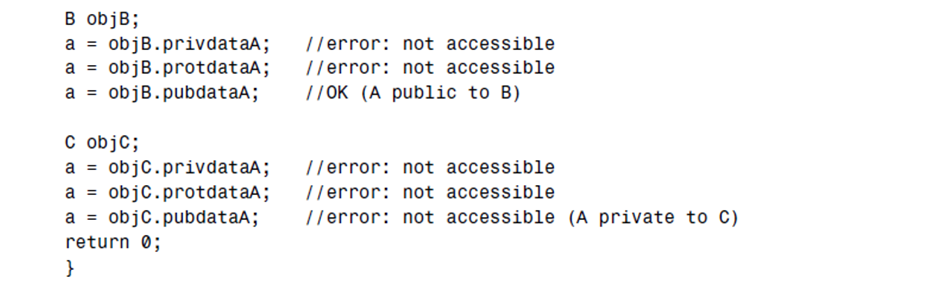 B objB;
a = objB.privdataA;   //error: not accessible
a = objB.protdataA;   //error: not accessible
a = objB.pubdataA;    //OK (A public to B)

C objC;
a = objC.privdataA;   //error: not accessible
a = objC.protdataA;   //error: not accessible
a = objC.pubdataA;    //error: not accessible (A private to C)
return 0;
}